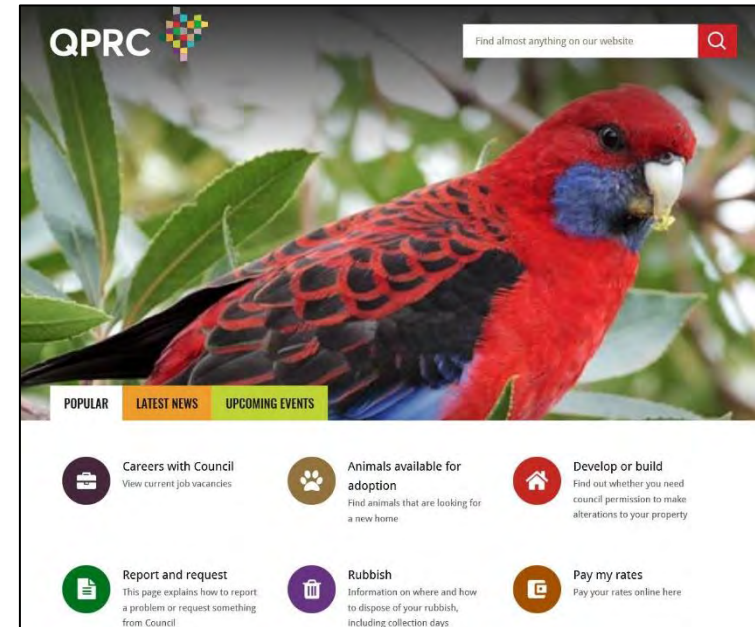 QPRC
Find almost anything on our website
POPULAR
LATEST NEWS
UPCOMING EVENTS
Careers with Council
View current job vacancies
Animals available for
adoption
Find animals that are looking for
a new home
Develop or build
Find out whether you need
council permission to make
alterations to your property
Report and request
This page explains how to report
a problem or request something
from Council
Rubbish
Information on where and how
to dispose of your rubbish,
including collection days
Pay my rates
Pay your rates online here